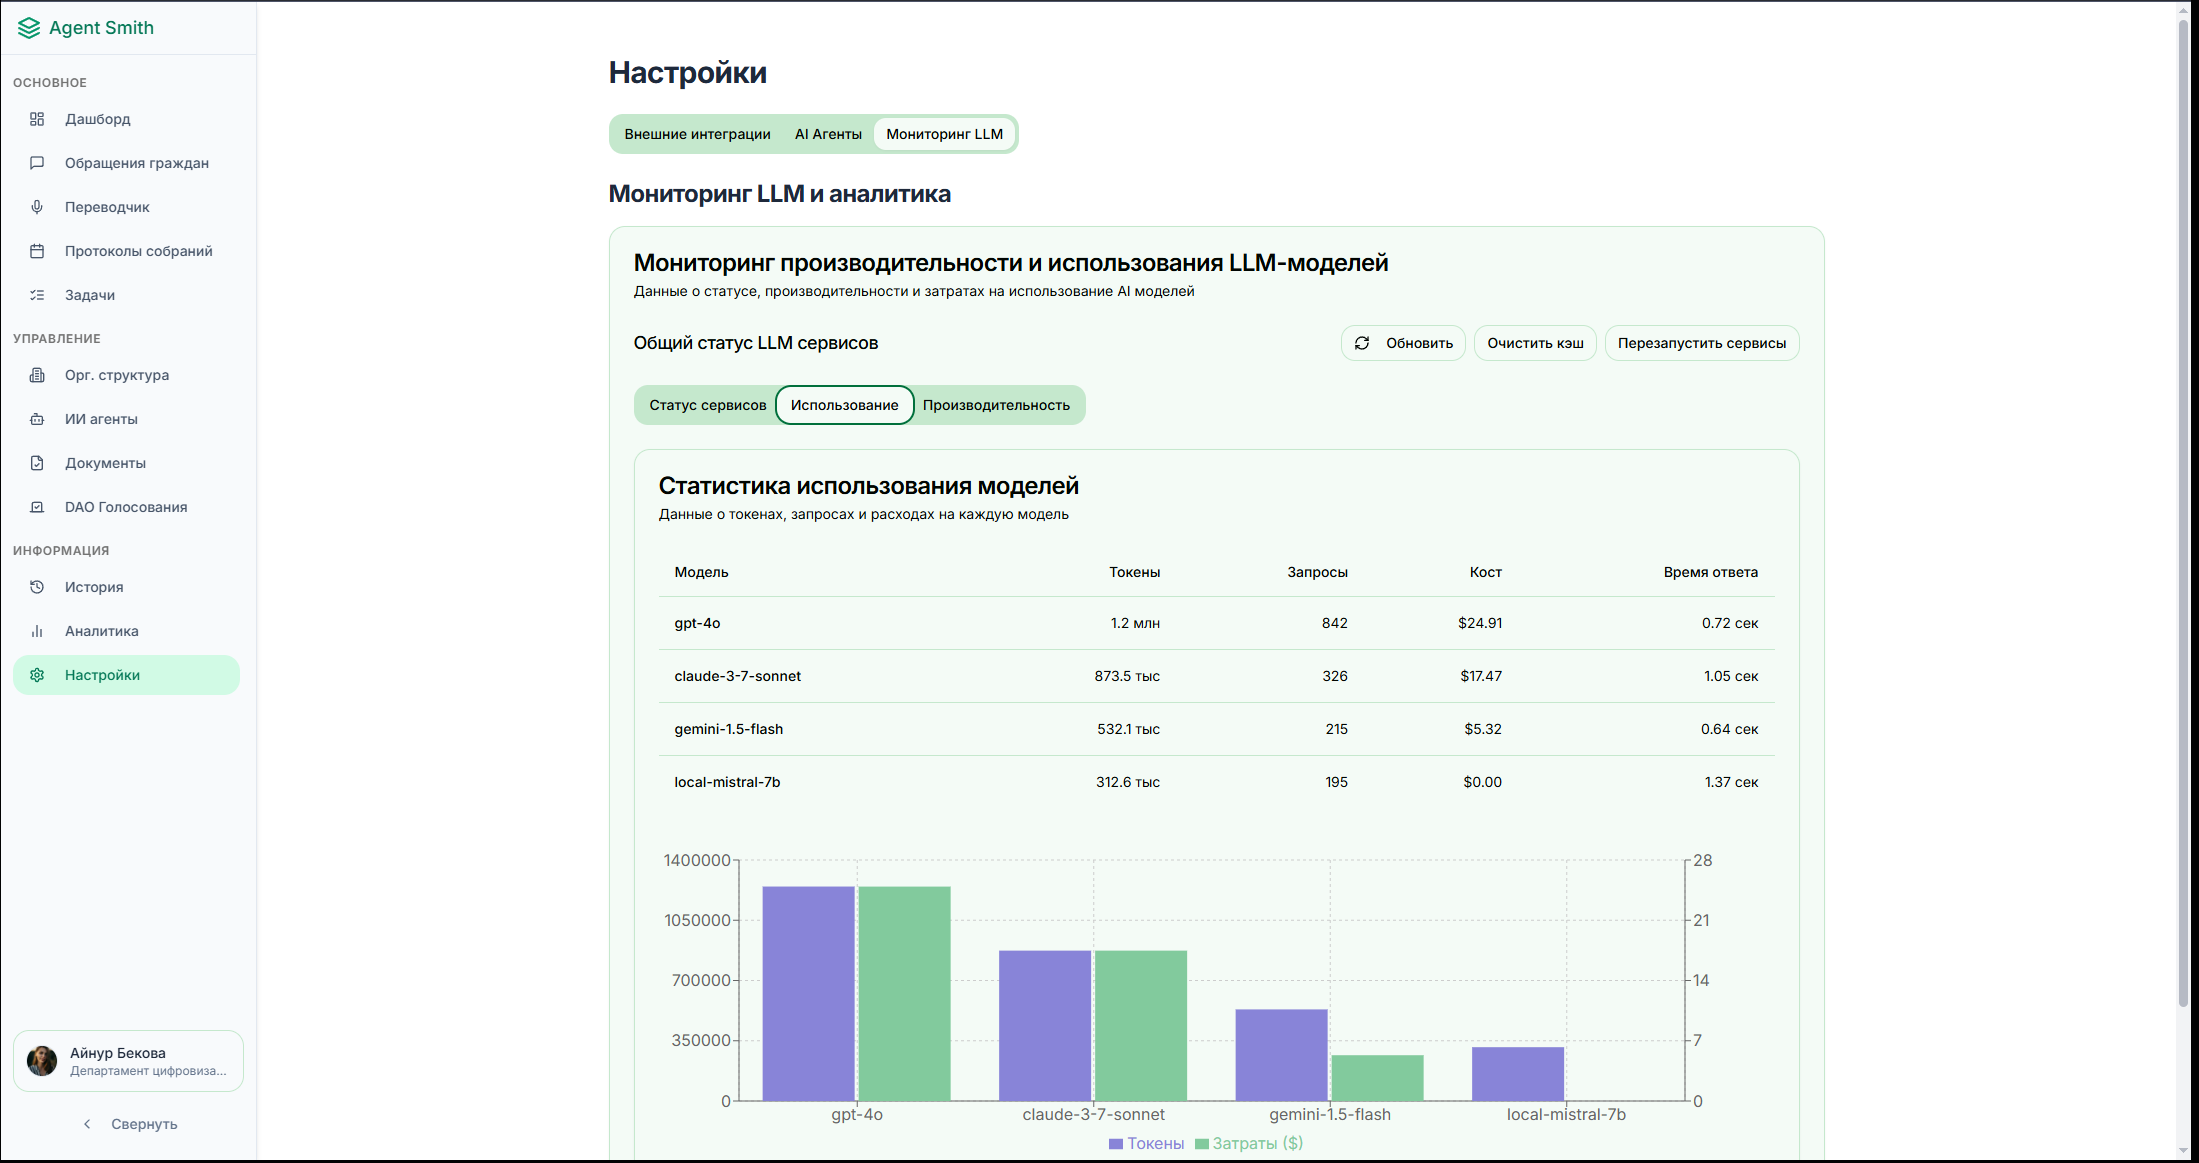 Agent Smith
ОСНОВНОЕ
Дашборд
Обращения граждан
Переводчик
Протоколы собраний
Задачи
УПРАВЛЕНИЕ
Орг. структура
ИИ агенты
Документы
DAO Голосования
ИНФОРМАЦИЯ
История
Аналитика
Настройки
Айнур Бекова
Департамент цифровиза...
Свернуть
Настройки
Внешние интеграции AI Агенты Мониторинг LLM
Мониторинг LLM и аналитика
Мониторинг производительности и использования LLM-моделей
Данные о статусе, производительности и затратах на использование AI моделей
Общий статус LLM сервисов
Обновить Очистить кэш Перезапустить сервисы
Статус сервисов Использование Производительность
Статистика использования моделей
Данные о токенах, запросах и расходах на каждую модель
Модель Токены Запросы Кост Время ответа
gpt-4o 1.2 млн 842 $24.91 0.72 сек
claude-3-7-sonnet 873.5 тыс 326 $17.47 1.05 сек
gemini-1.5-flash 532.1 тыс 215 $5.32 0.64 сек
local-mistral-7b 312.6 тыс 195 $0.00 1.37 сек
1400000 28
1050000 21
700000 14
350000 7
0 0
gpt-4o claude-3-7-sonnet gemini-1.5-flash local-mistral-7b
Токены Затраты ($)